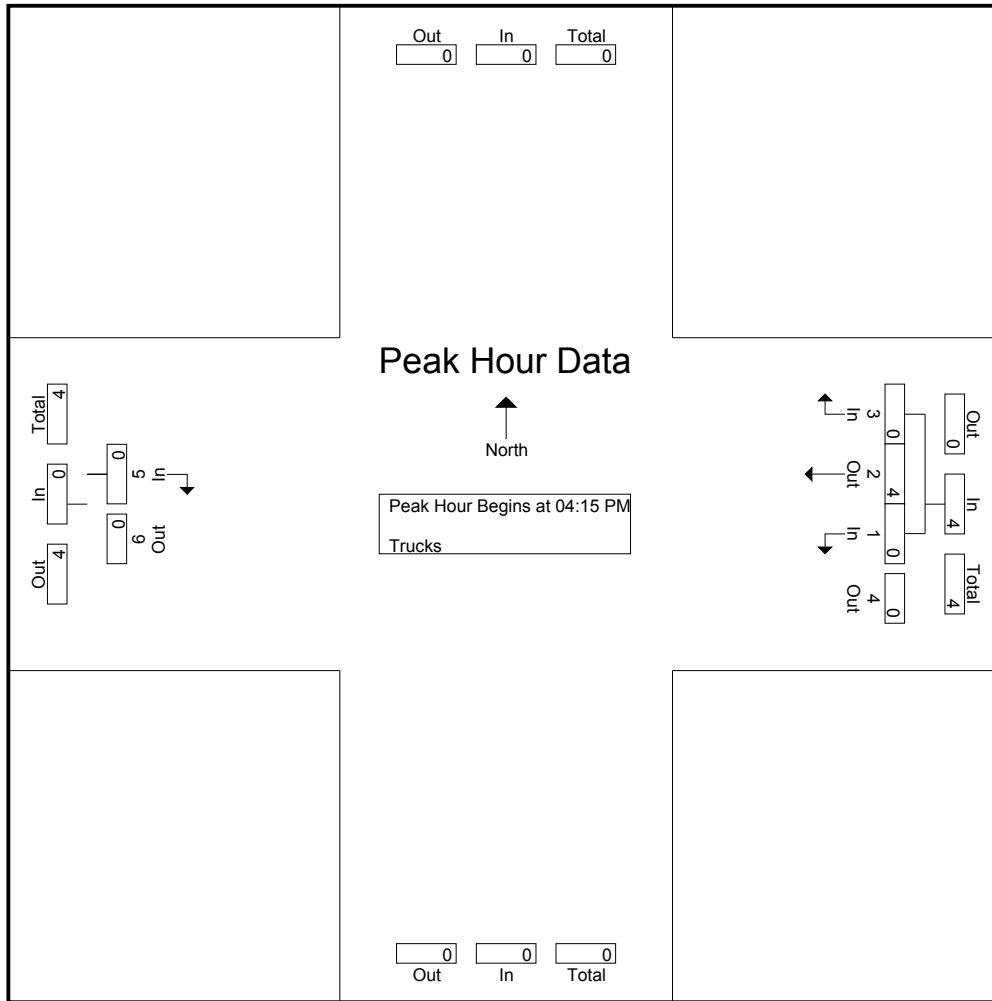 Out In Total
0 0 0
Peak Hour Data
North
Peak Hour Begins at 04:15 PM
Trucks
Total
4
In
0
Out
4
0
5
In
0
6
Out
3
In
0
2
Out
4
1
In
0
4
Out
0
Out
0
In
4
Total
4
0 0 0
Out In Total